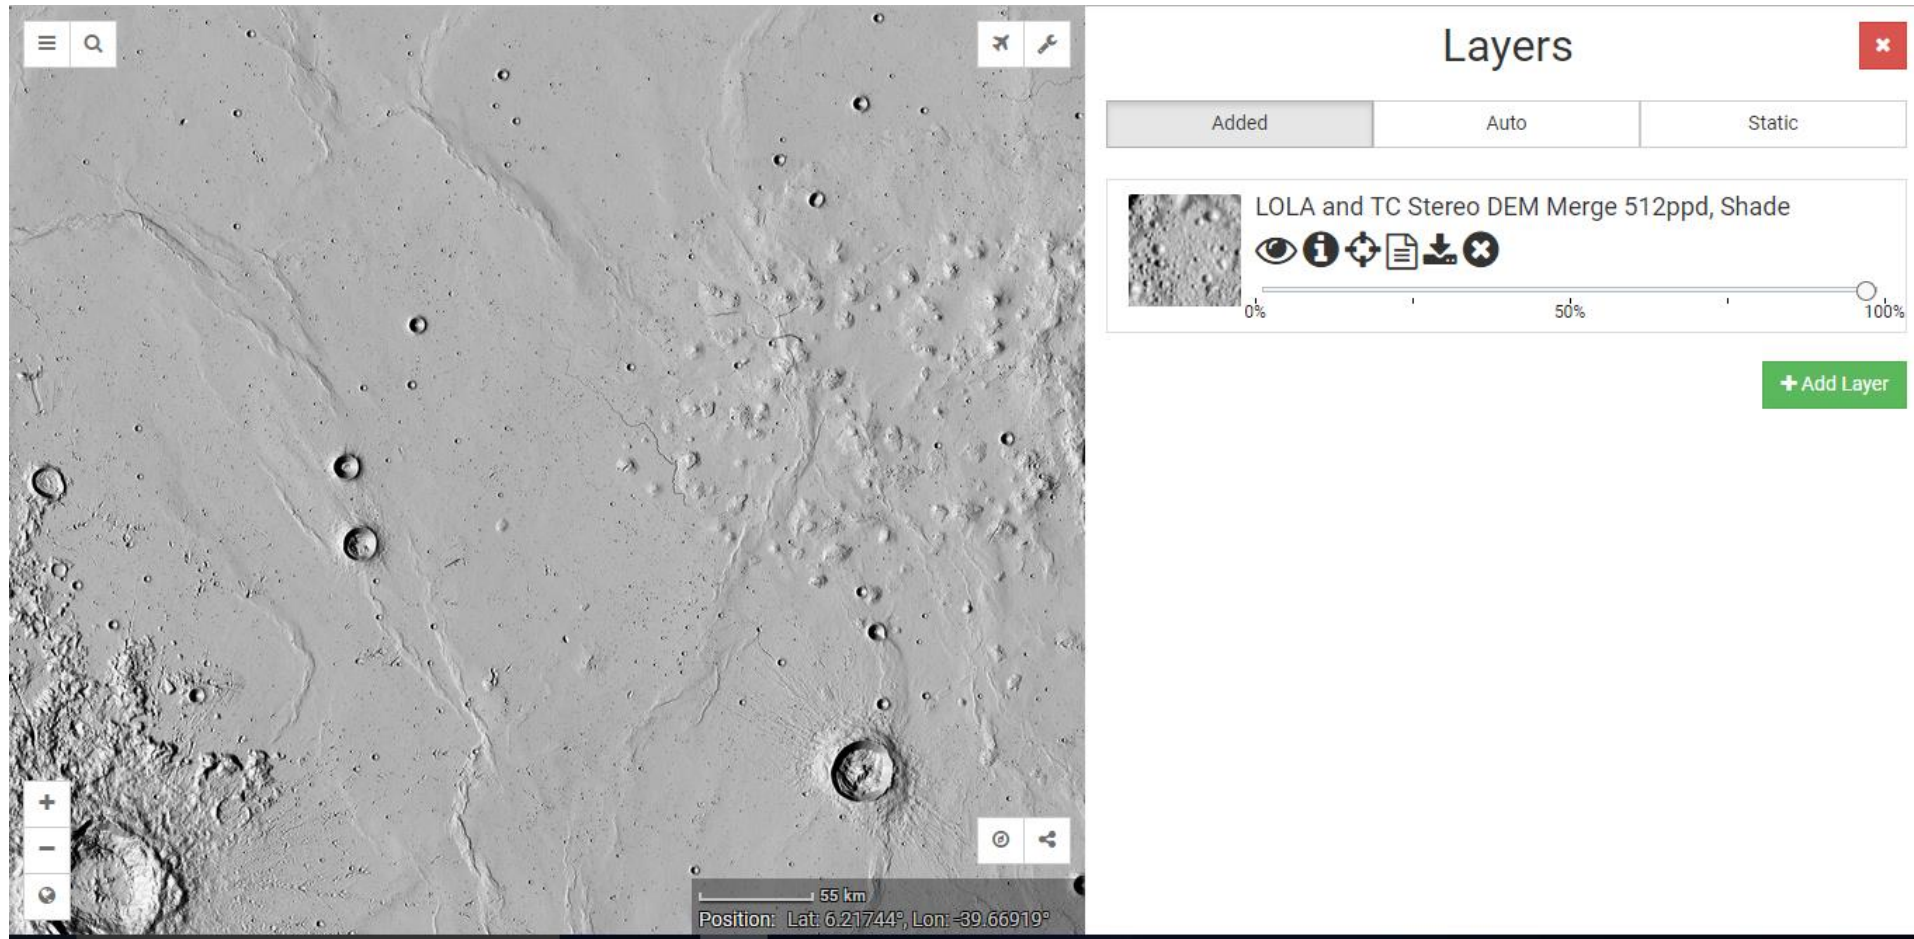 Layers
Added
Auto
Static
LOLA and TC Stereo DEM Merge 512ppd, Shade
0%
50%
100%
Add Layer
55 km
Position: Lat: 6.21744°, Lon: -39.66919°